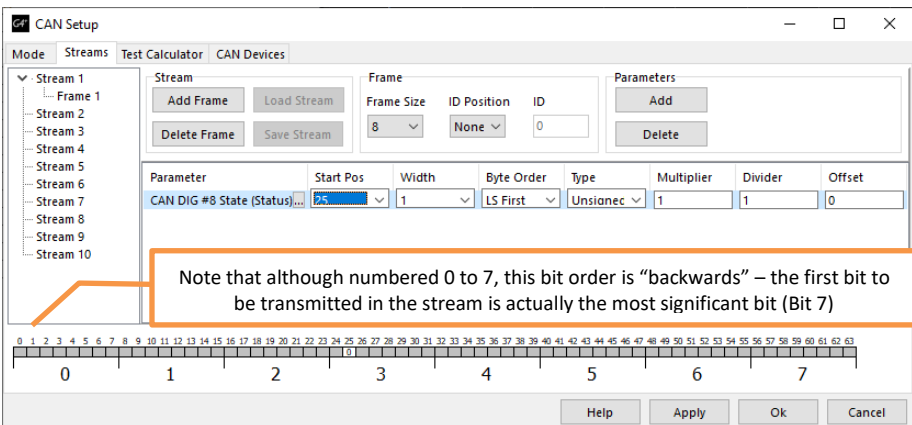 G4+ CAN Setup
Mode Streams Test Calculator CAN Devices
Stream 1
Frame 1
Stream 2
Stream 3
Stream 4
Stream 5
Stream 6
Stream 7
Stream 8
Stream 9
Stream 10
Stream
Add Frame Load Stream
Delete Frame Save Stream
Frame
Frame Size ID Position ID
8 None 0
Parameters
Add
Delete
Parameter Start Pos Width Byte Order Type Multiplier Divider Offset
CAN DIG #8 State (Status)... 25 1 LS First Unsignec 1 1 0
Note that although numbered 0 to 7, this bit order is “backwards” – the first bit to
be transmitted in the stream is actually the most significant bit (Bit 7)
0 1 2 3 4 5 6 7 8 9 10 11 12 13 14 15 16 17 18 19 20 21 22 23 24 25 26 27 28 29 30 31 32 33 34 35 36 37 38 39 40 41 42 43 44 45 46 47 48 49 50 51 52 53 54 55 56 57 58 59 60 61 62 63
0
0 1 2 3 4 5 6 7
Help Apply Ok Cancel